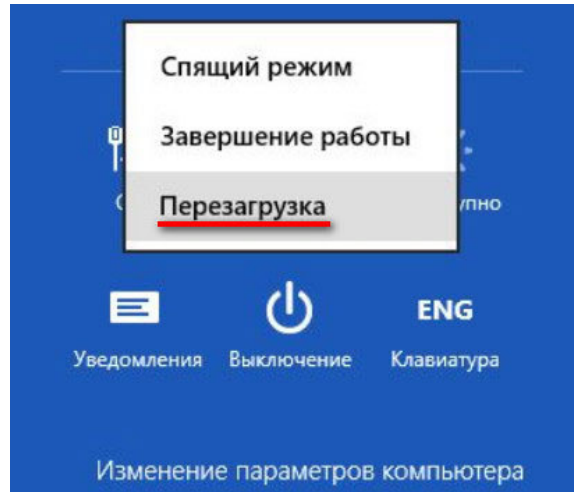 Спящий режим
Завершение работы
Перезагрузка
ENG
Уведомления
Выключение
Клавиатура
Изменение параметров компьютера